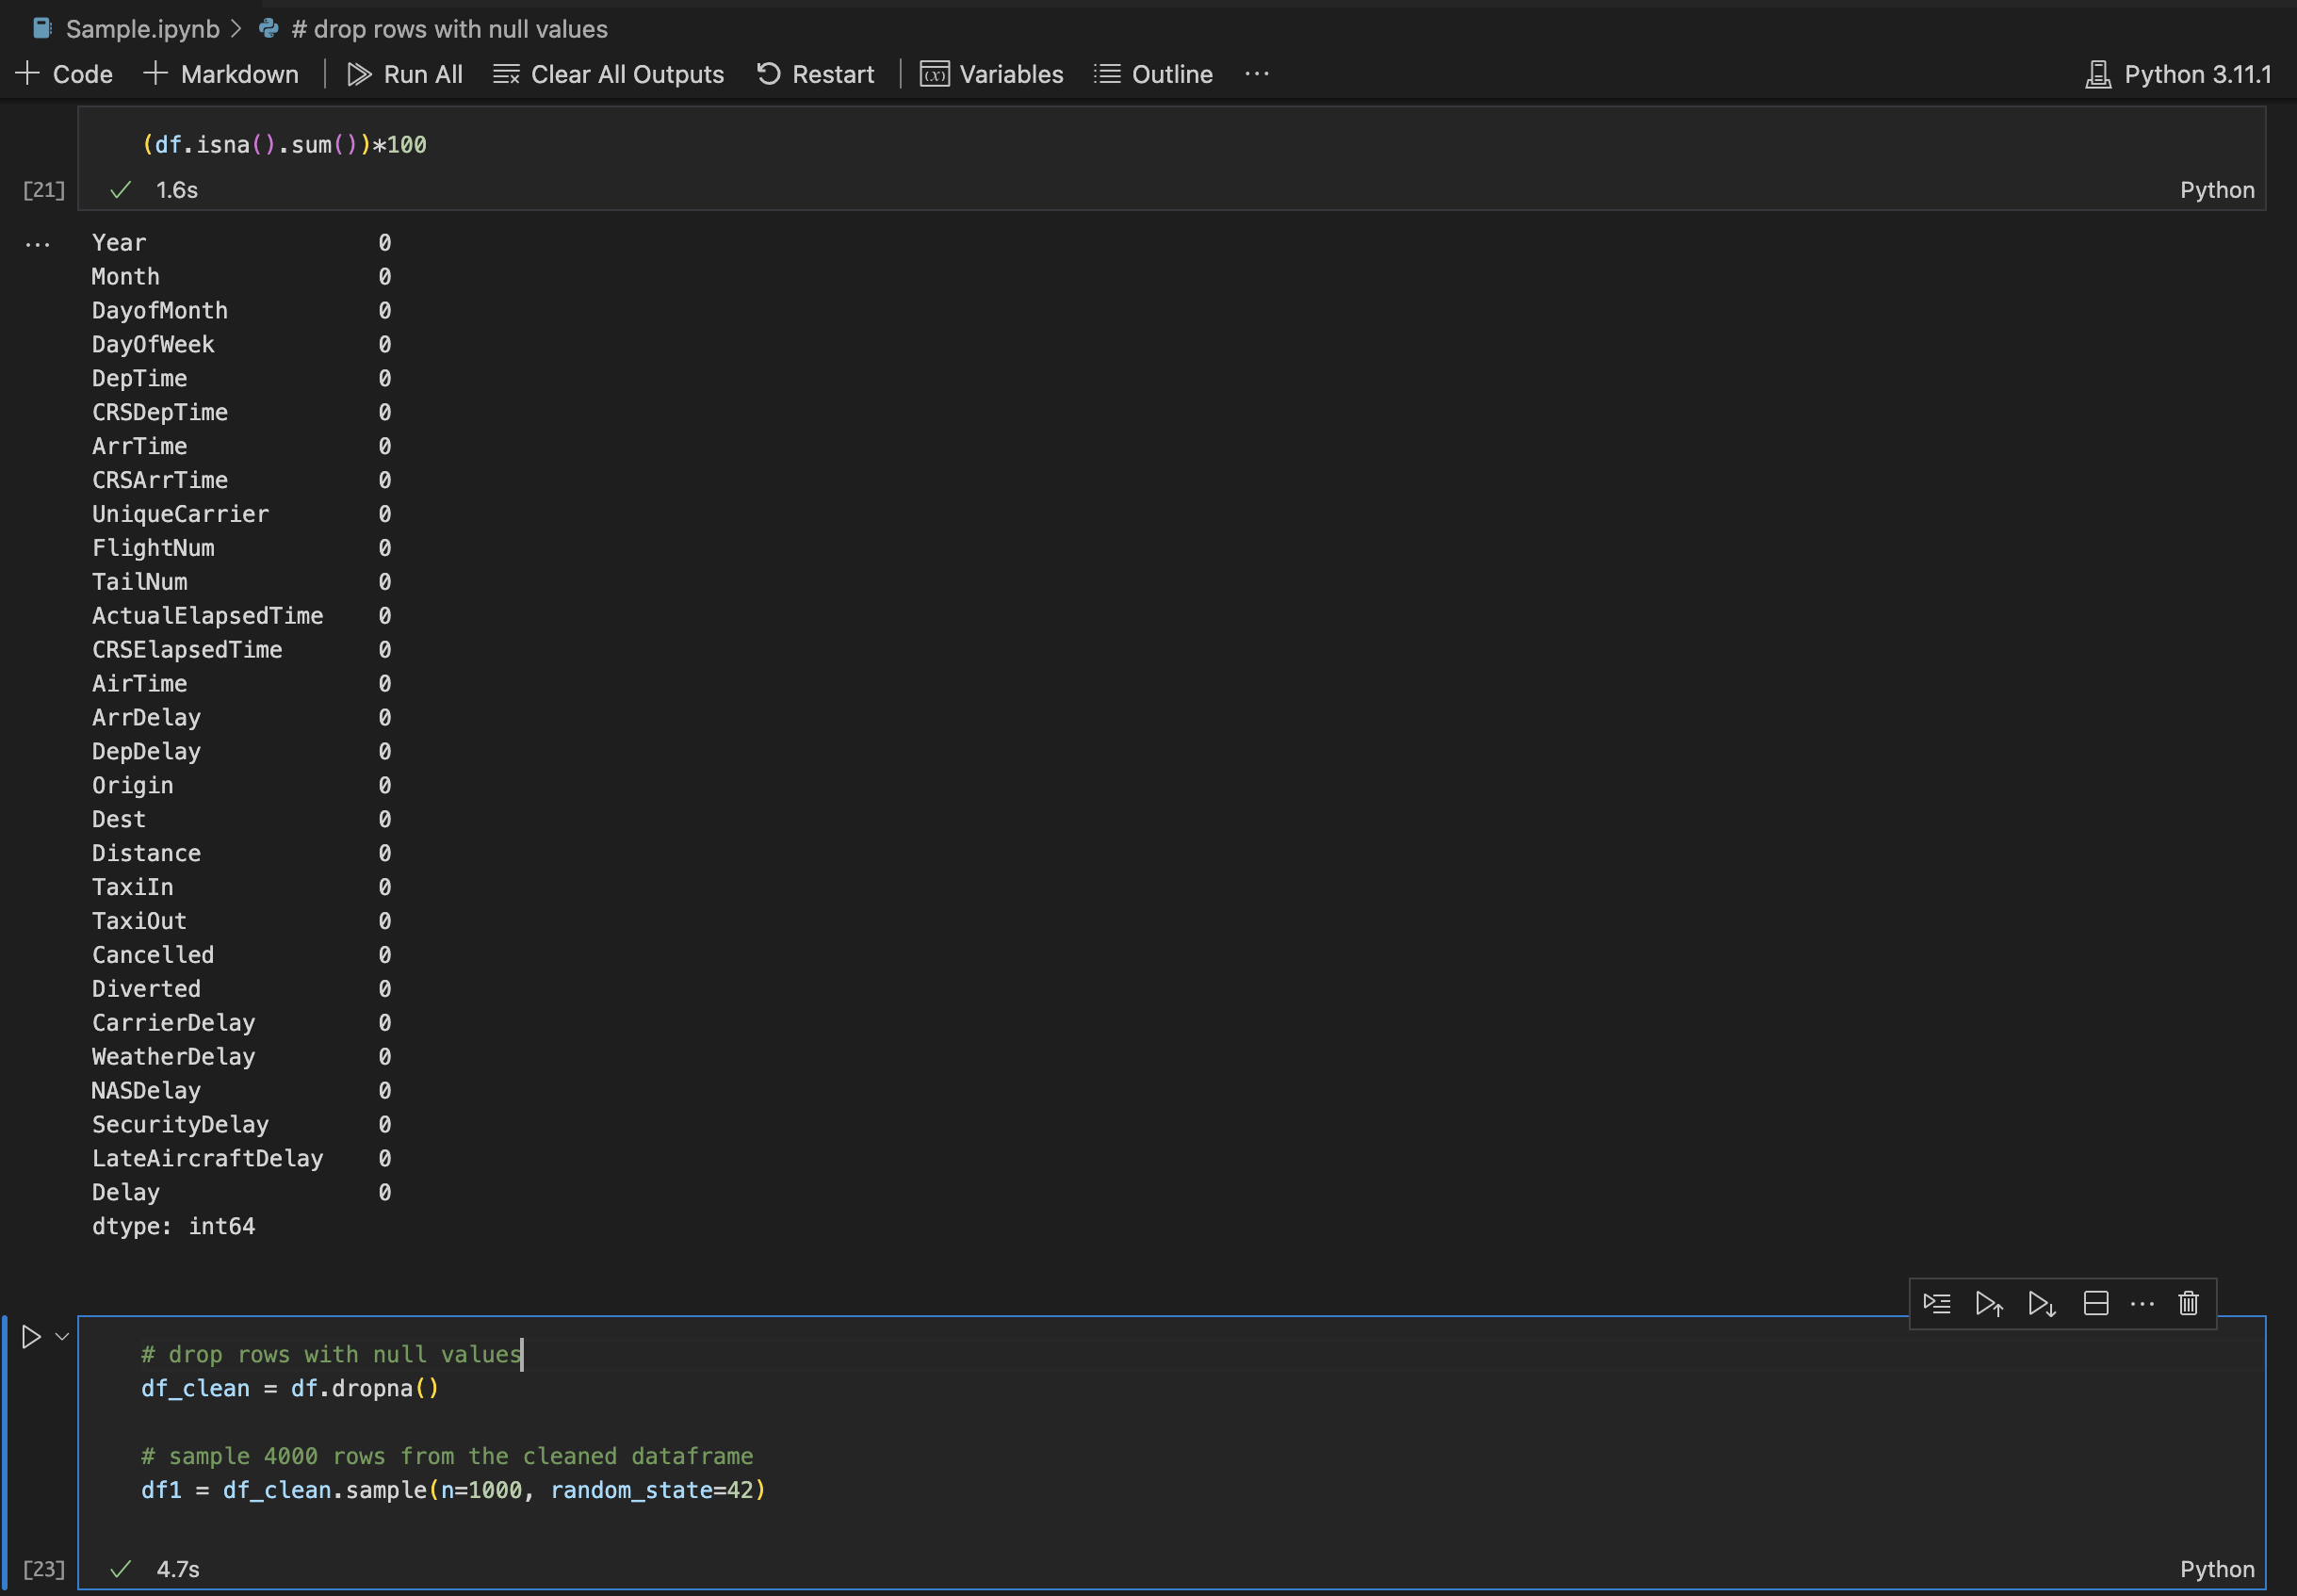 Sample.ipynb > # drop rows with null values
+ Code + Markdown | Run All Clear All Outputs Restart | Variables Outline ··· Python 3.11.1
(df.isna().sum())*100
[21] ✓ 1.6s Python
··· Year 0
Month 0
DayofMonth 0
DayOfWeek 0
DepTime 0
CRSDepTime 0
ArrTime 0
CRSArrTime 0
UniqueCarrier 0
FlightNum 0
TailNum 0
ActualElapsedTime 0
CRSElapsedTime 0
AirTime 0
ArrDelay 0
DepDelay 0
Origin 0
Dest 0
Distance 0
TaxiIn 0
TaxiOut 0
Cancelled 0
Diverted 0
CarrierDelay 0
WeatherDelay 0
NASDelay 0
SecurityDelay 0
LateAircraftDelay 0
Delay 0
dtype: int64
# drop rows with null values
df_clean = df.dropna()
# sample 4000 rows from the cleaned dataframe
df1 = df_clean.sample(n=1000, random_state=42)
[23] ✓ 4.7s Python